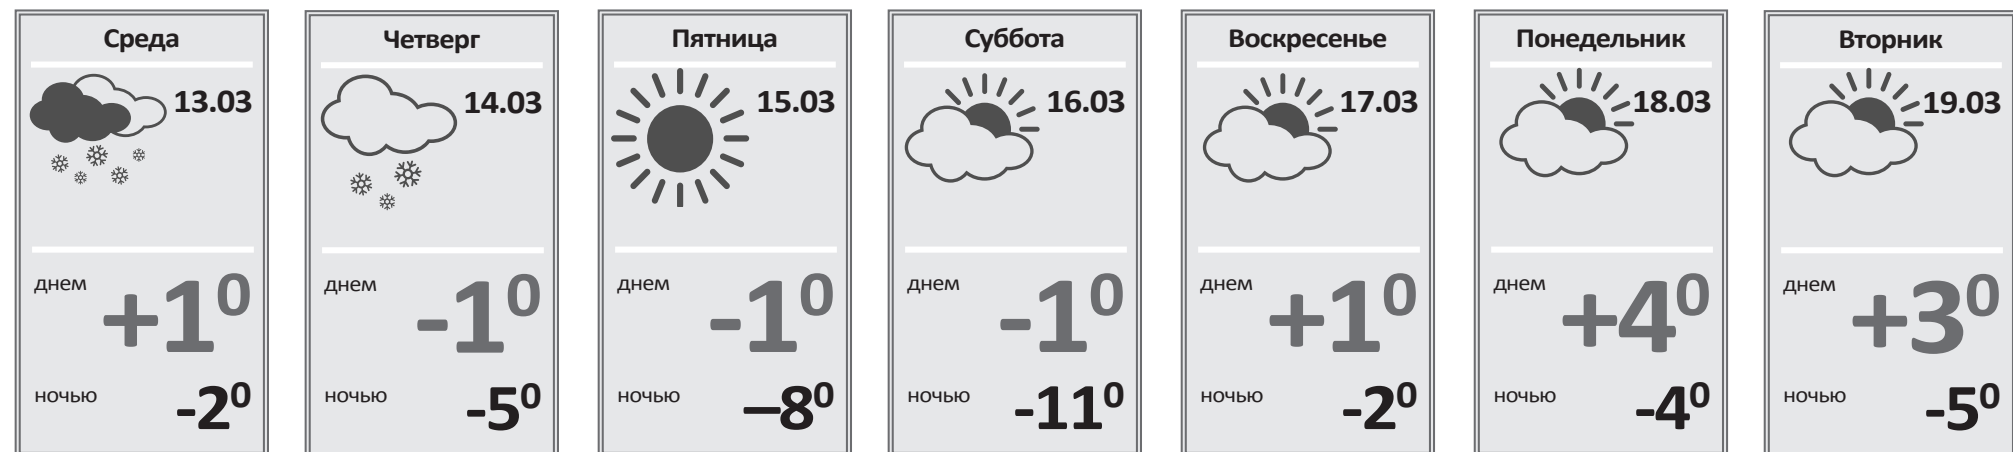 Среда
13.03
днем
+1⁰
ночью
-2⁰
Четверг
14.03
днем
-1⁰
ночью
-5⁰
Пятница
15.03
днем
-1⁰
ночью
–8⁰
Суббота
16.03
днем
-1⁰
ночью
-11⁰
Воскресенье
17.03
днем
+1⁰
ночью
-2⁰
Понедельник
18.03
днем
+4⁰
ночью
-4⁰
Вторник
19.03
днем
+3⁰
ночью
-5⁰